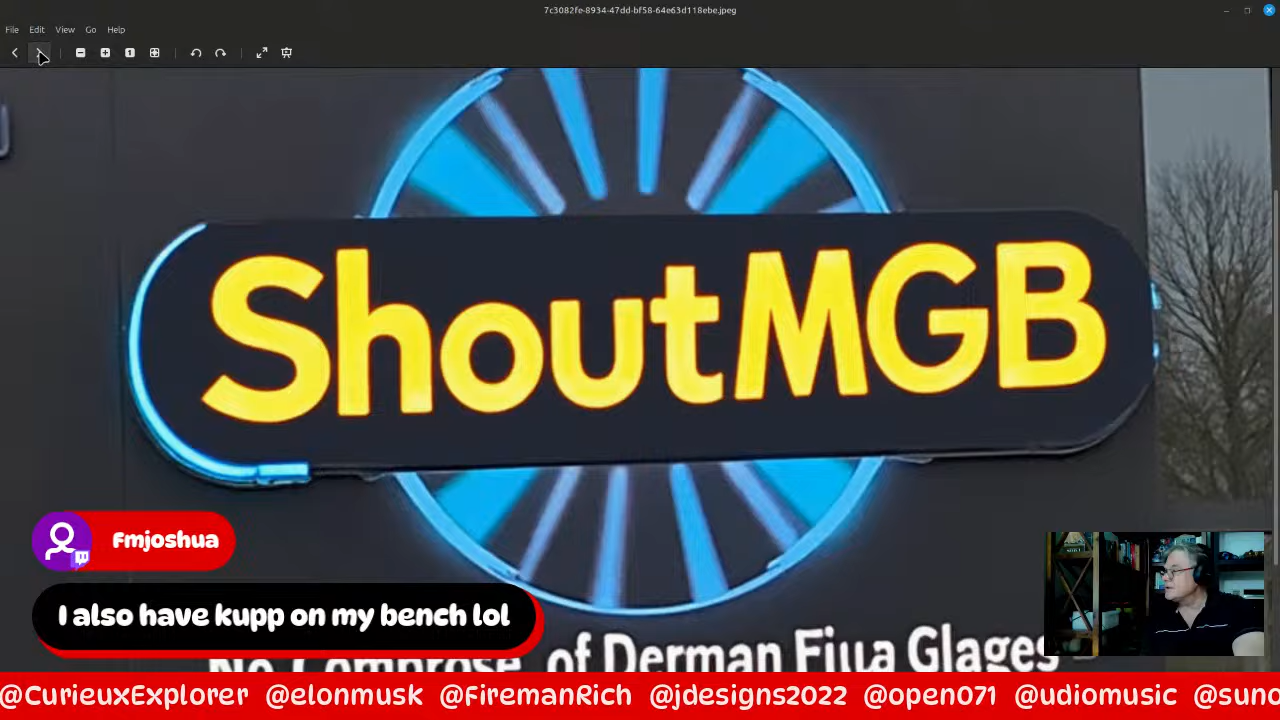 7c3082fe-8934-47dd-bf58-64e63d118ebe.jpeg
File Edit View Go Help
ShoutMGB
Fmjoshua
I also have kupp on my bench lol
of Derman Fiɩɩa Glages
@CurieuxExplorer @elonmusk @FiremanRich @jdesigns2022 @open071 @udiomusic @suno